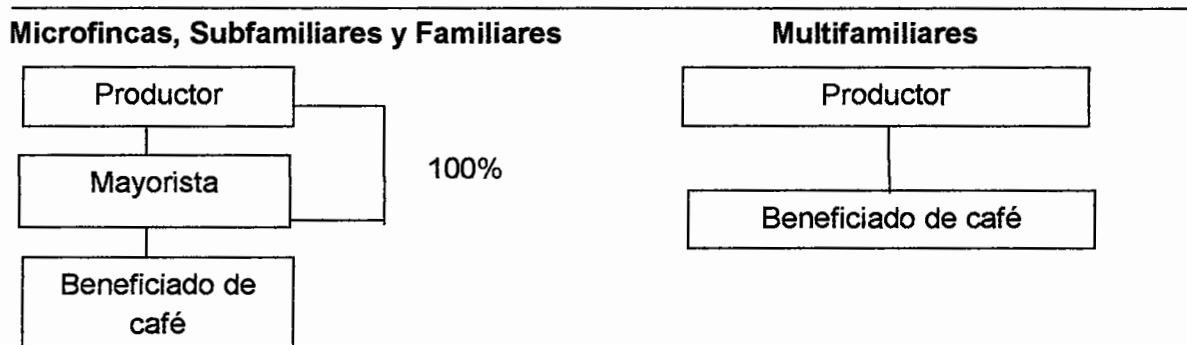 Microfincas, Subfamiliares y Familiares
Productor
Mayorista
100%
Beneficiado de
café
Multifamiliares
Productor
Beneficiado de café